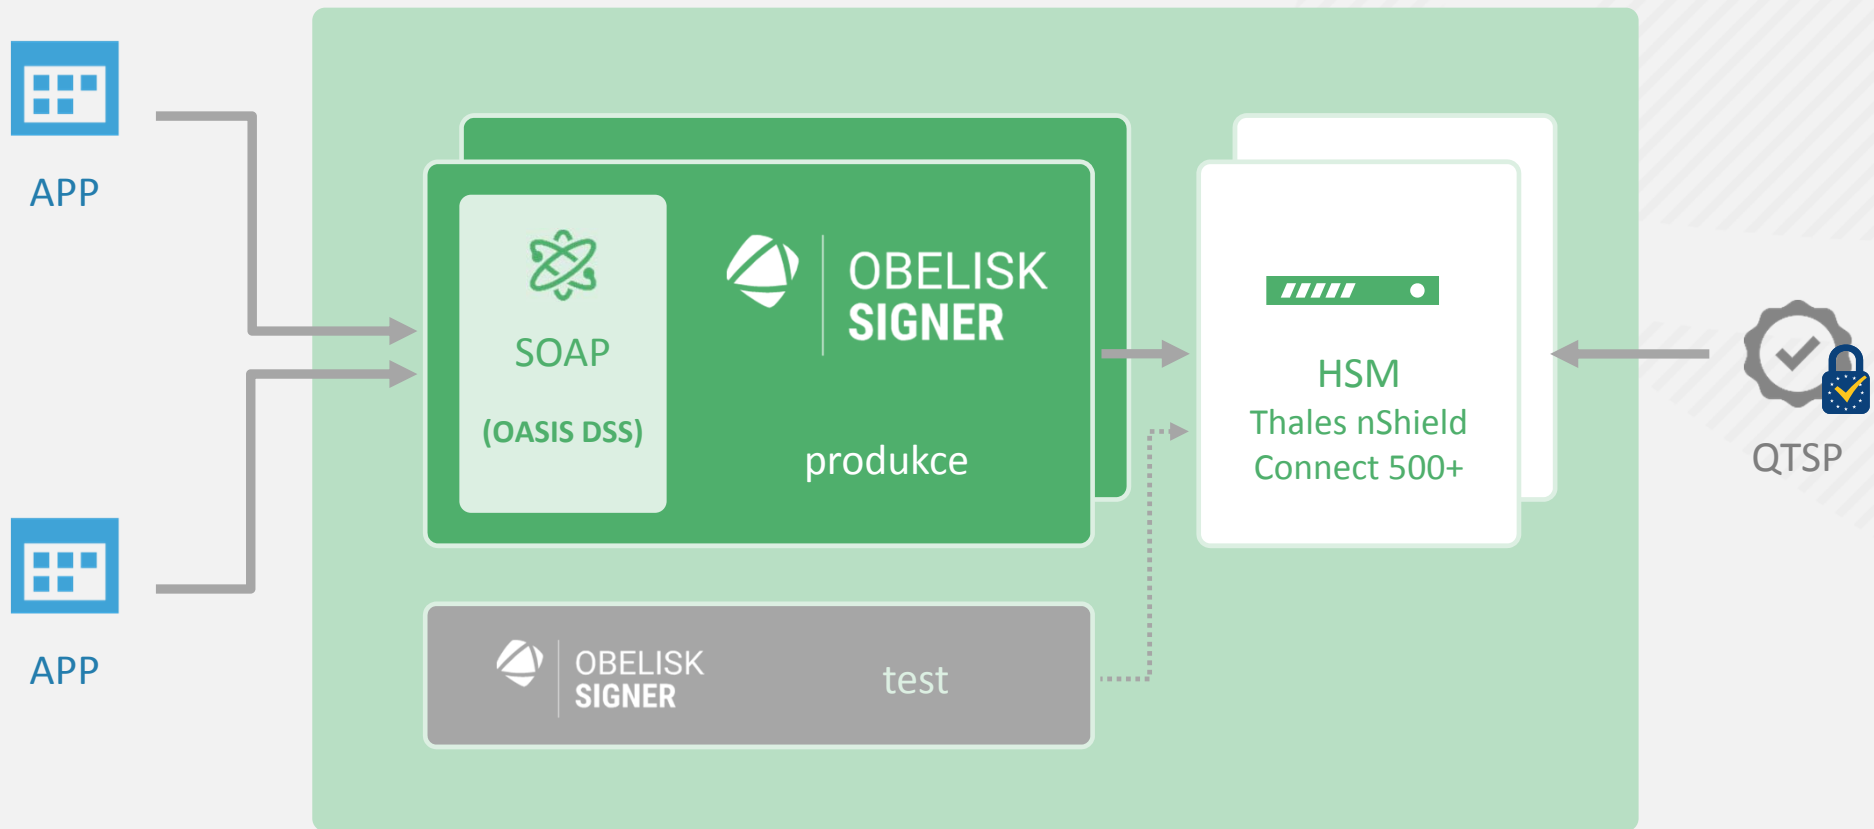 APP
APP
SOAP
(OASIS DSS)
OBELISK
SIGNER
produkce
OBELISK
SIGNER
test
HSM
Thales nShield
Connect 500+
QTSP